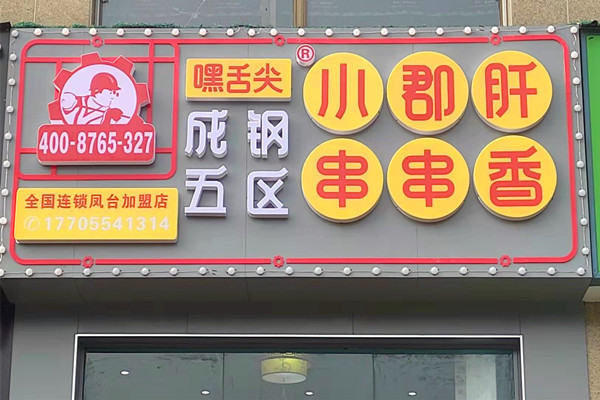 400-8765-327
全国连锁凤台加盟店
17705541314
嘿舌尖
成钢
五区
®
小郡肝
串串香